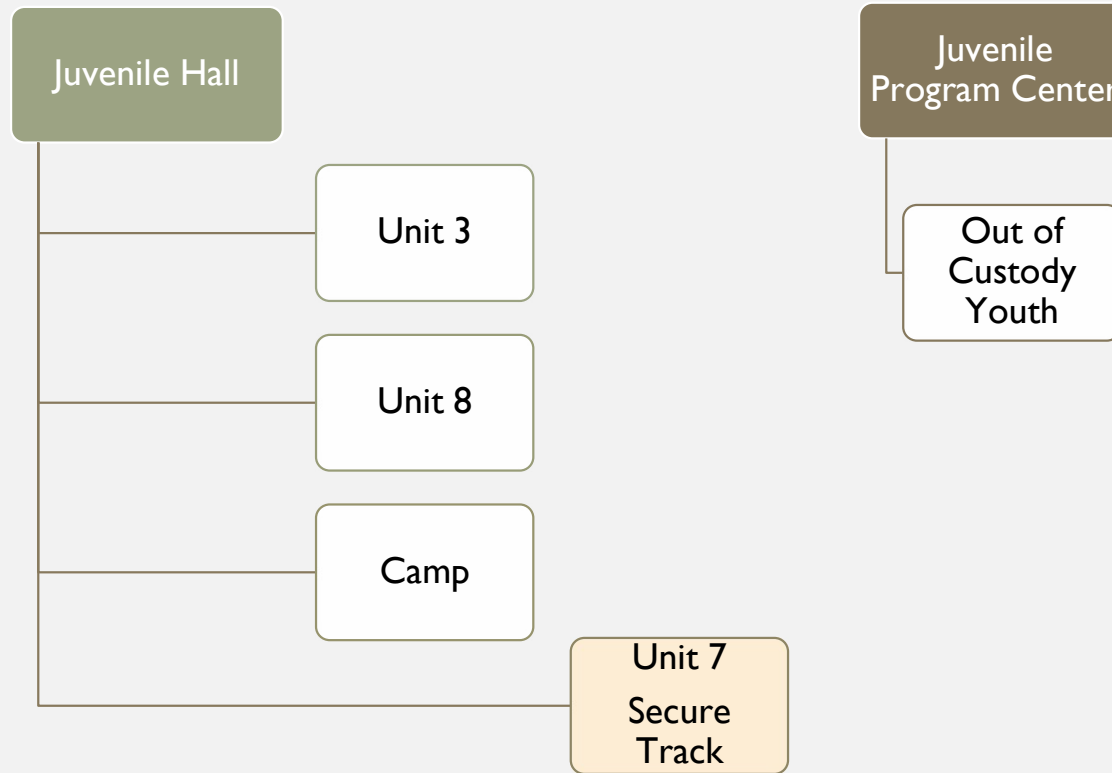 Juvenile Hall
Unit 3
Unit 8
Camp
Unit 7
Secure
Track
Juvenile
Program Center
Out of
Custody
Youth